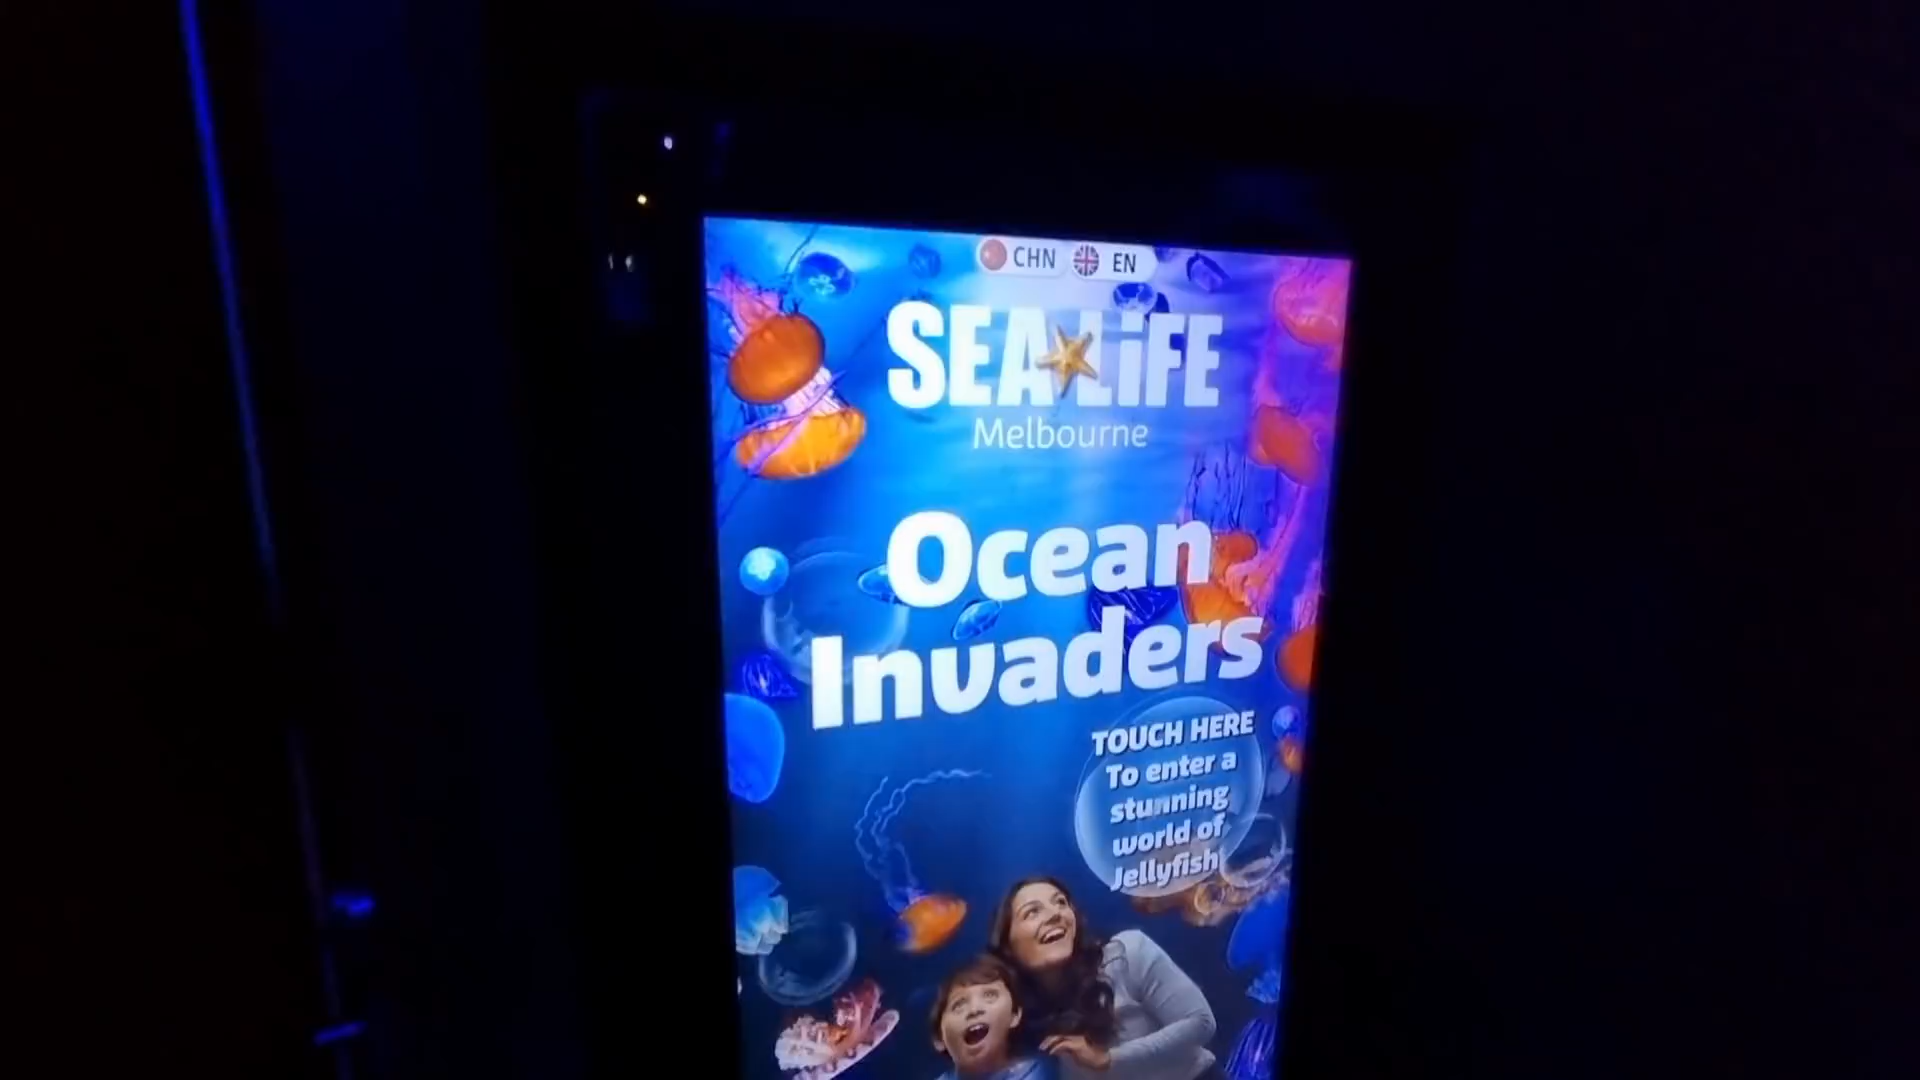 CHN EN
SEA LiFE
Melbourne
Ocean
Invaders
TOUCH HERE
To enter a
stunning
world of
Jellyfish